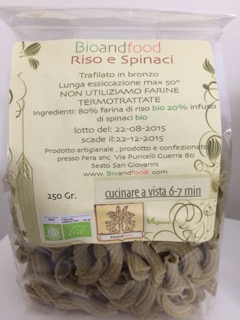 Bioandfood
Riso e Spinaci
Trafilato in bronzo
Lunga essiccazione max 50°
NON UTILIZIAMO FARINE
TERMOTRATTATE
Ingredienti: 80% farina di riso bio 20% infuso
di spinaci bio
lotto del: 22-08-2015
scade il: 22-12-2015
Prodotto artigianale , prodotto e confezionato
presso Fera snc Via Puricelli Guerra 80
Sesto San Giovanni
www.Bioandfood.com
250 Gr.
cucinare a vista 6-7 min
Bioandfood